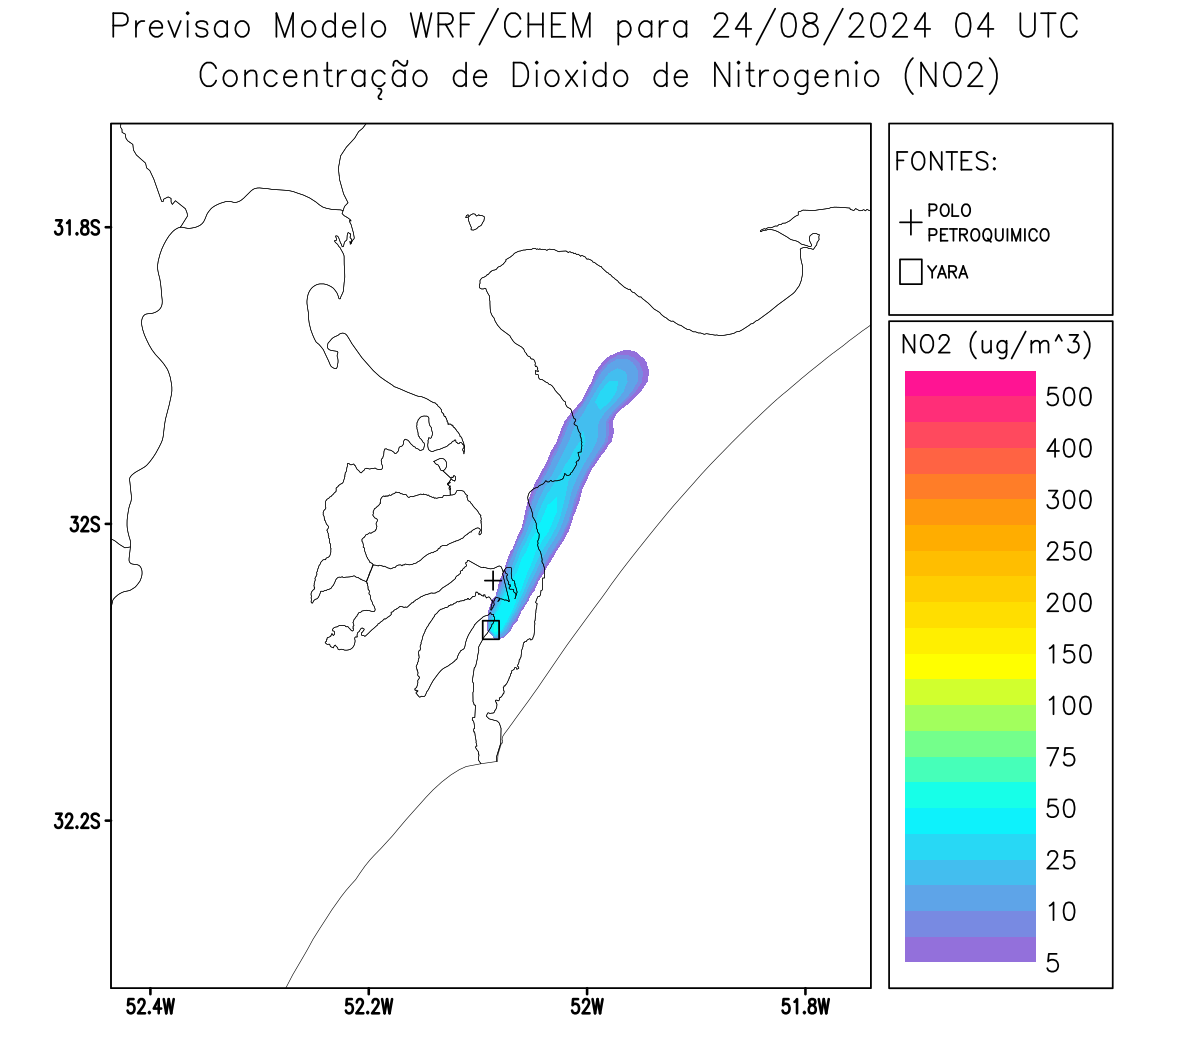 Previsao Modelo WRF/CHEM para 24/08/2024 04 UTC
Concentração de Dioxido de Nitrogenio (NO2)
FONTES:
POLO
PETROQUIMICO
YARA
31.8S
32S
32.2S
52.4W
52.2W
52W
51.8W
NO2 (ug/m^3)
500
400
300
250
200
150
100
75
50
25
10
5